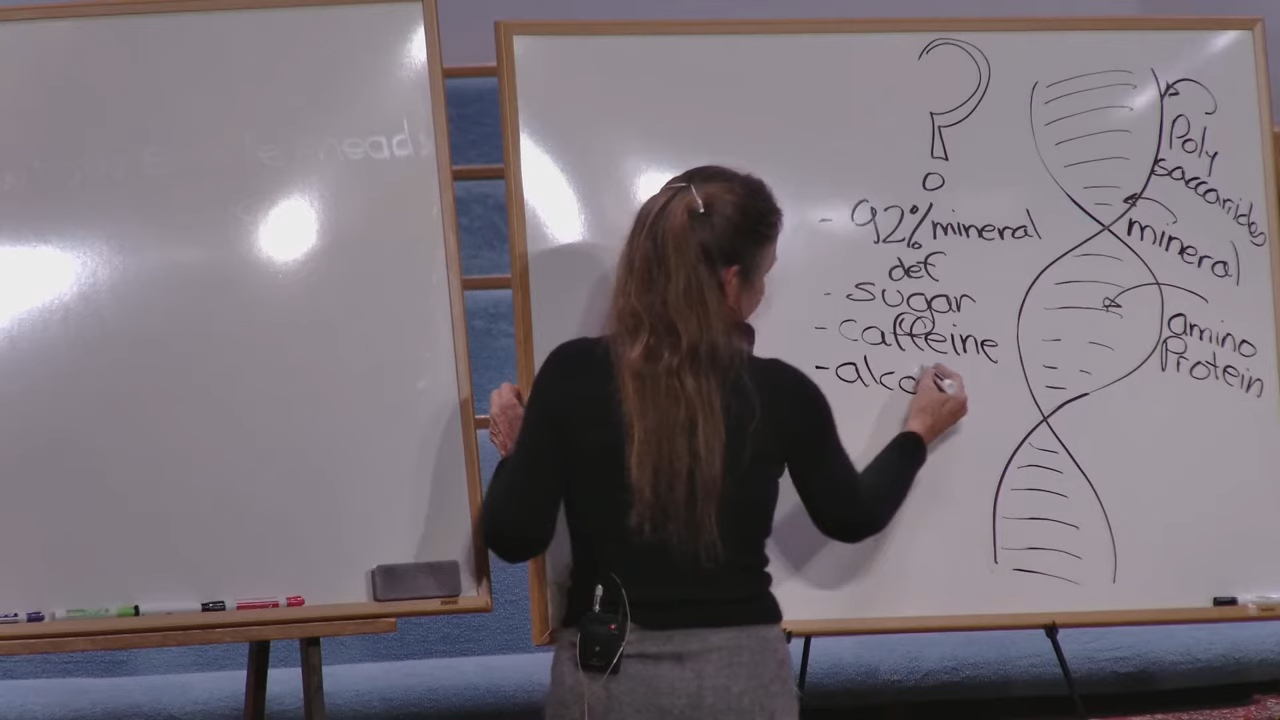 ?
- 92% mineral
def
- sugar
- caffeine
- alco
Poly
saccarides
mineral
amino
Protein